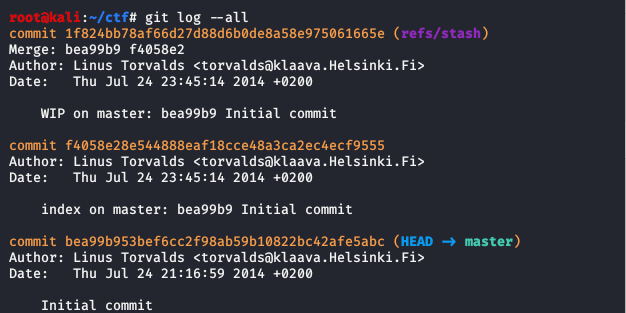 root@kali:~/ctf# git log --all
commit 1f824bb78af66d27d88d6b0de8a58e975061665e (refs/stash)
Merge: bea99b9 f4058e2
Author: Linus Torvalds <torvalds@klaava.Helsinki.Fi>
Date:   Thu Jul 24 23:45:14 2014 +0200
    WIP on master: bea99b9 Initial commit
commit f4058e28e544888eaf18cce48a3ca2ec4ecf9555
Author: Linus Torvalds <torvalds@klaava.Helsinki.Fi>
Date:   Thu Jul 24 23:45:14 2014 +0200
    index on master: bea99b9 Initial commit
commit bea99b953bef6cc2f98ab59b10822bc42afe5abc (HEAD -> master)
Author: Linus Torvalds <torvalds@klaava.Helsinki.Fi>
Date:   Thu Jul 24 21:16:59 2014 +0200
    Initial commit